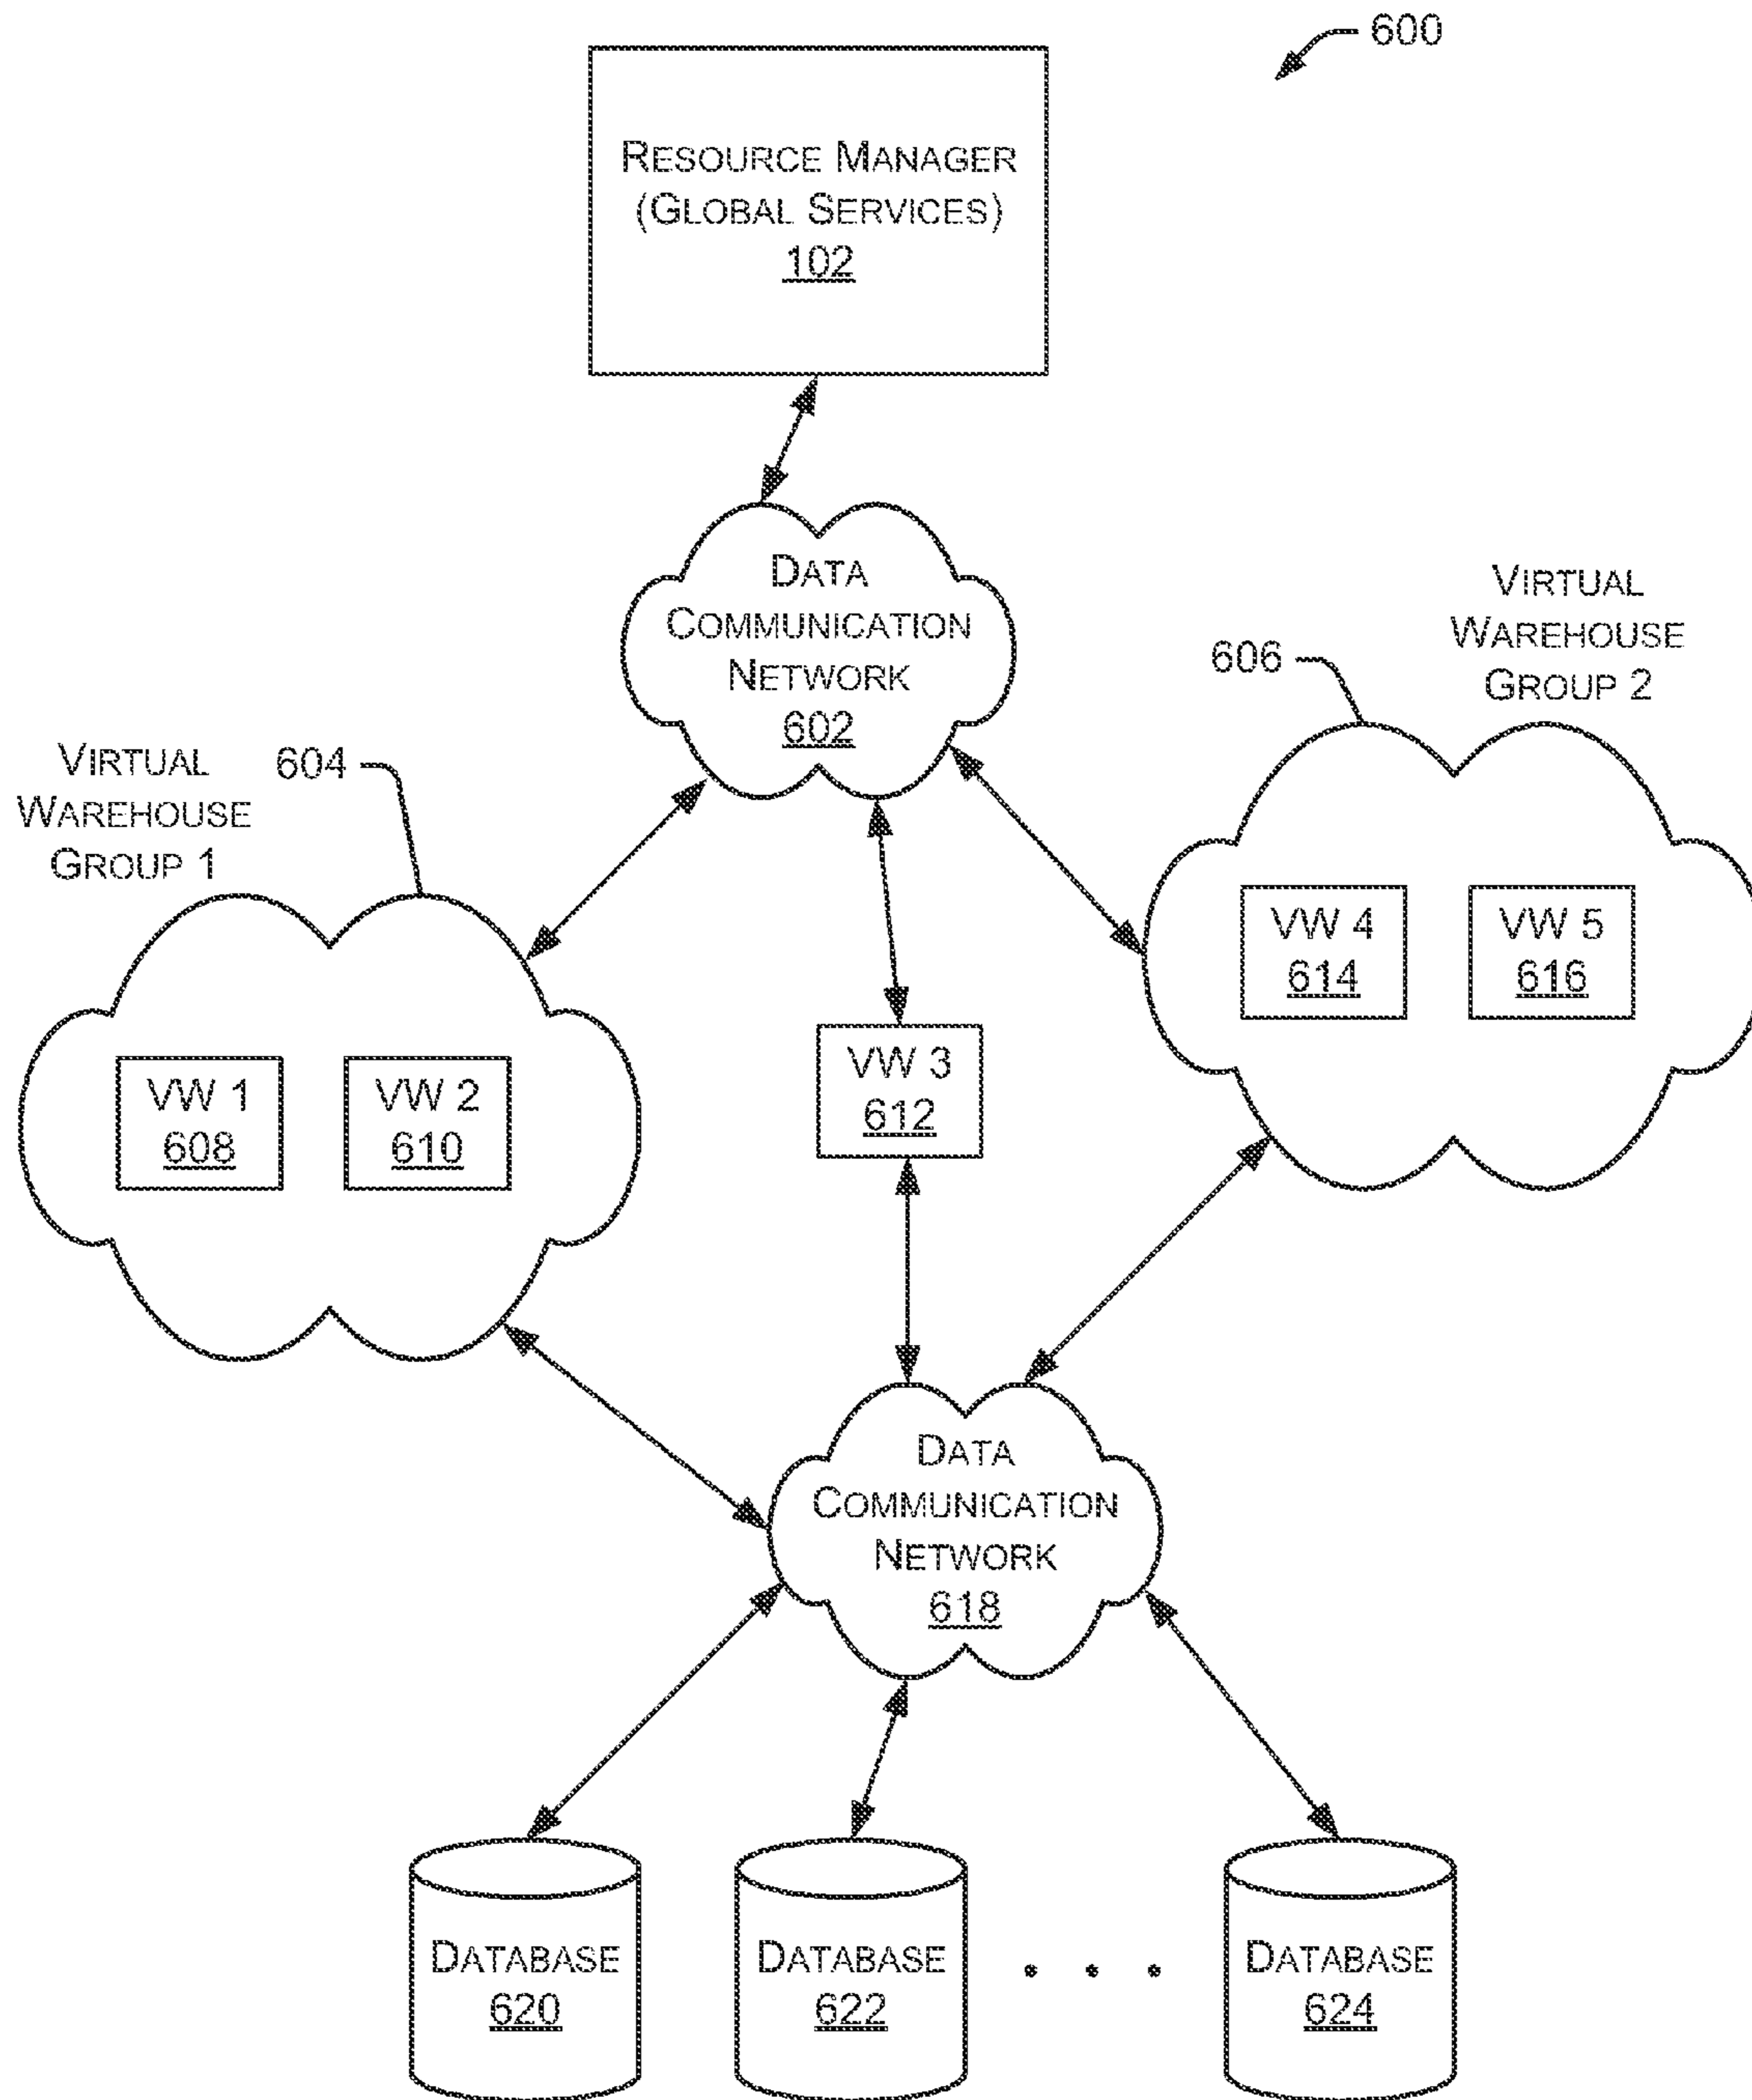 600
RESOURCE MANAGER
(GLOBAL SERVICES)
102
DATA
COMMUNICATION
NETWORK
602
VIRTUAL
WAREHOUSE
GROUP 2
606
VIRTUAL
WAREHOUSE
GROUP 1
604
VW 4
614
VW 5
616
VW 1
608
VW 2
610
VW 3
612
DATA
COMMUNICATION
NETWORK
618
DATABASE
620
DATABASE
622
. . .
DATABASE
624